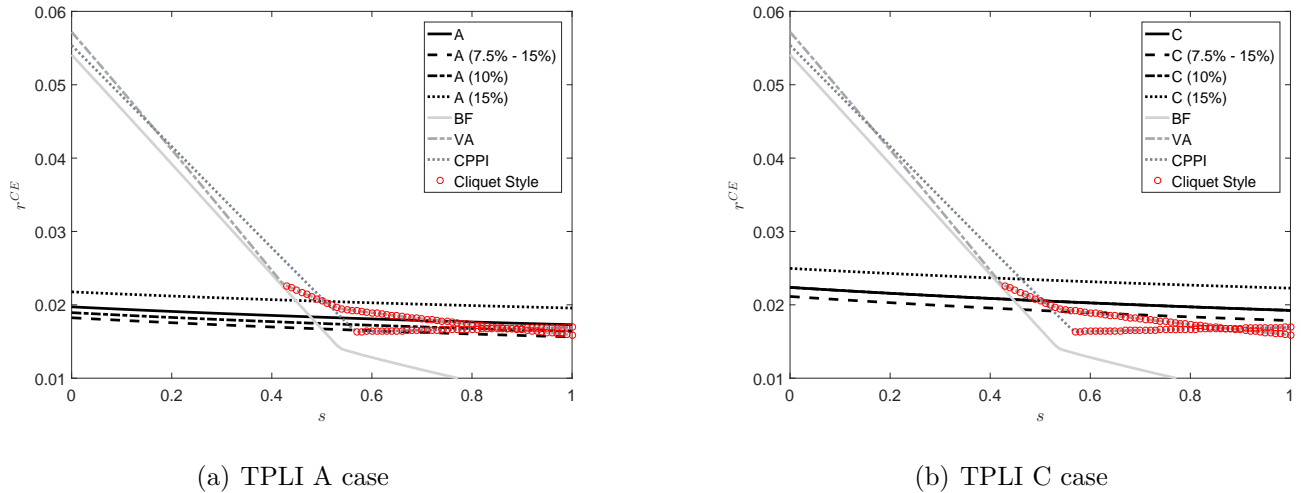 0.06
0.05
0.04
0.03
0.02
0.01
r^{CE}
0
0.2
0.4
0.6
0.8
1
s
A
A (7.5% - 15%)
A (10%)
A (15%)
BF
VA
CPPI
Cliquet Style
(a) TPLI A case
0.06
0.05
0.04
0.03
0.02
0.01
r^{CE}
0
0.2
0.4
0.6
0.8
1
s
C
C (7.5% - 15%)
C (10%)
C (15%)
BF
VA
CPPI
Cliquet Style
(b) TPLI C case